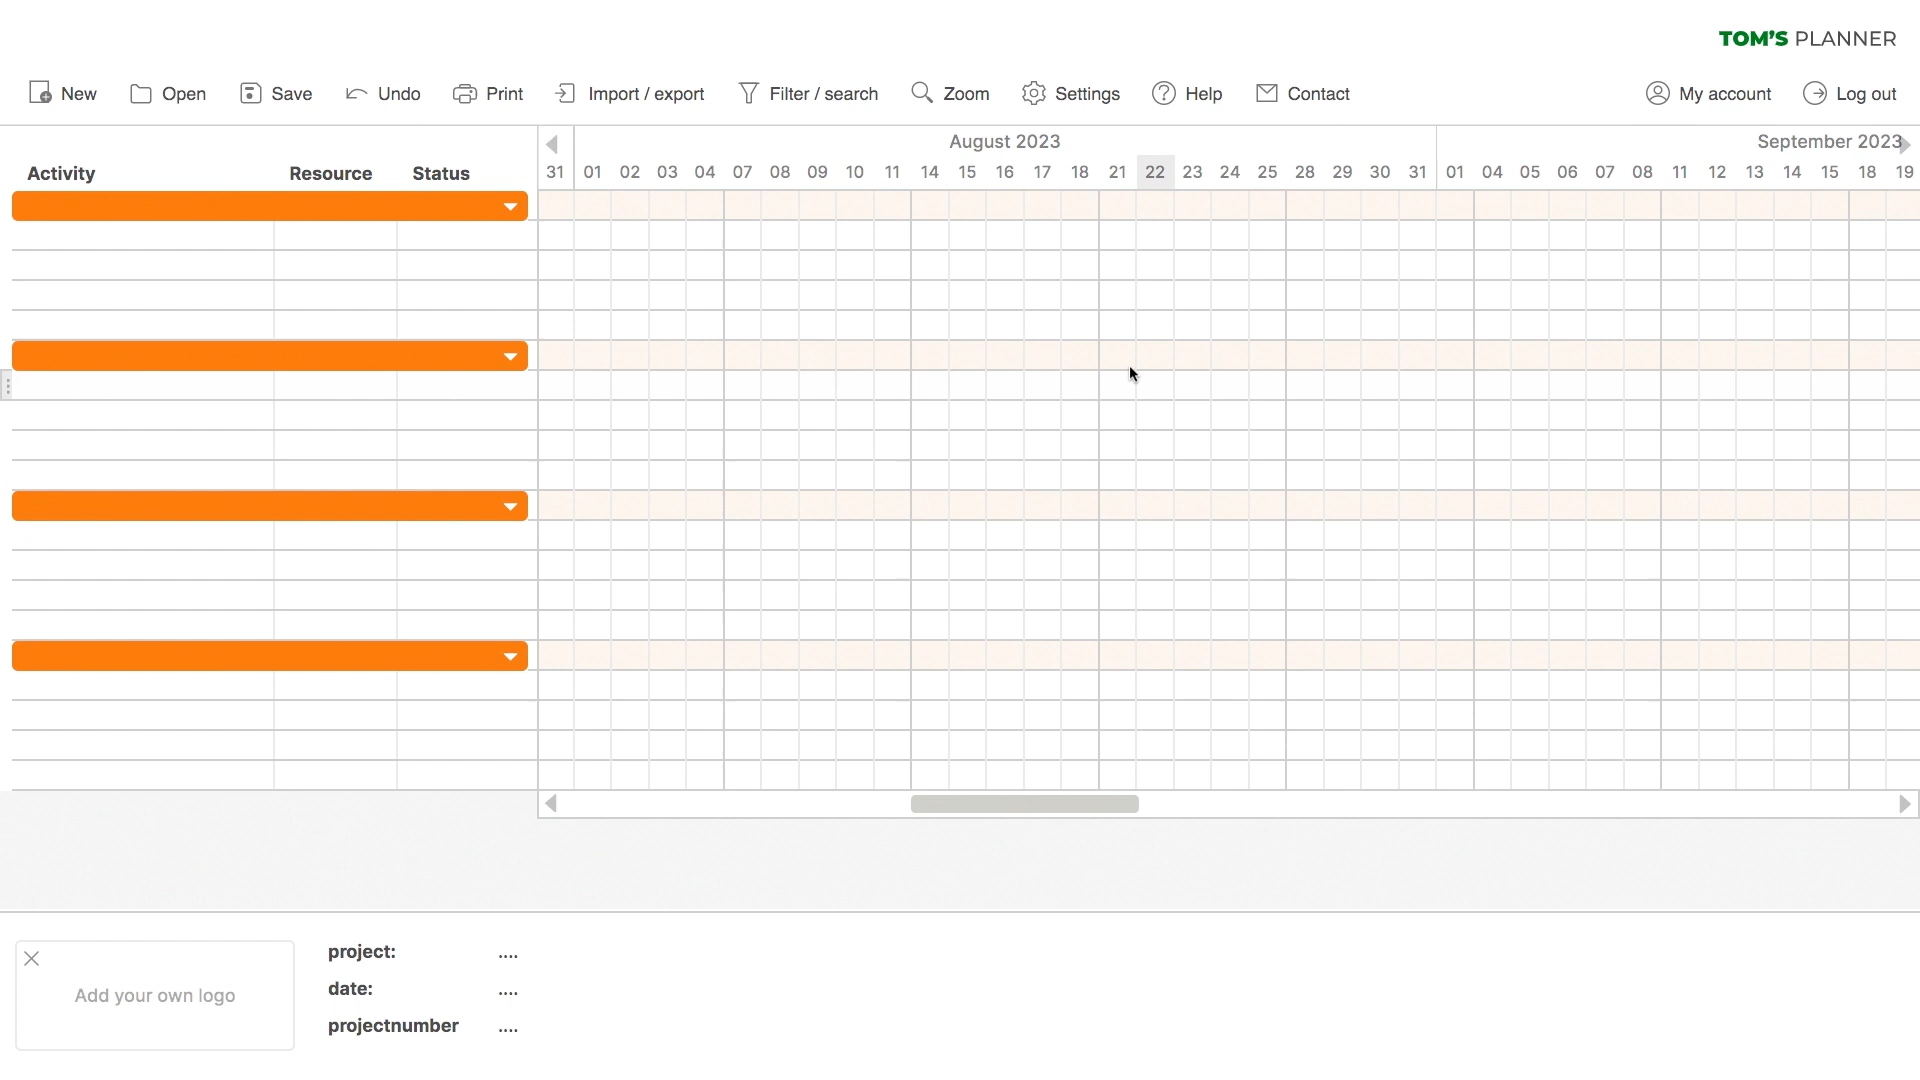 TOM'S PLANNER
New Open Save Undo Print Import / export Filter / search Zoom Settings Help Contact My account Log out
August 2023 September 2023
Activity Resource Status 31 01 02 03 04 07 08 09 10 11 14 15 16 17 18 21 22 23 24 25 28 29 30 31 01 04 05 06 07 08 11 12 13 14 15 18 19
project: ....
Add your own logo
date: ....
projectnumber ....